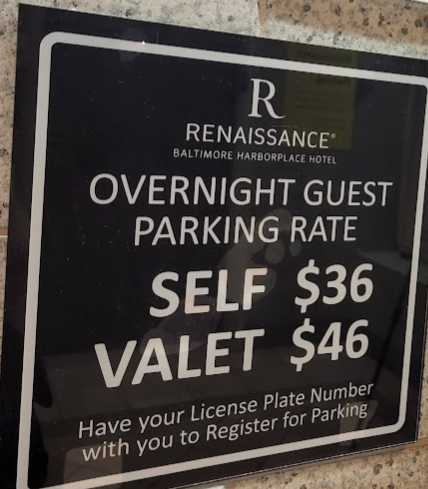 R
RENAISSANCE®
BALTIMORE HARBORPLACE HOTEL
OVERNIGHT GUEST
PARKING RATE
SELF $36
VALET $46
Have your License Plate Number
with you to Register for Parking